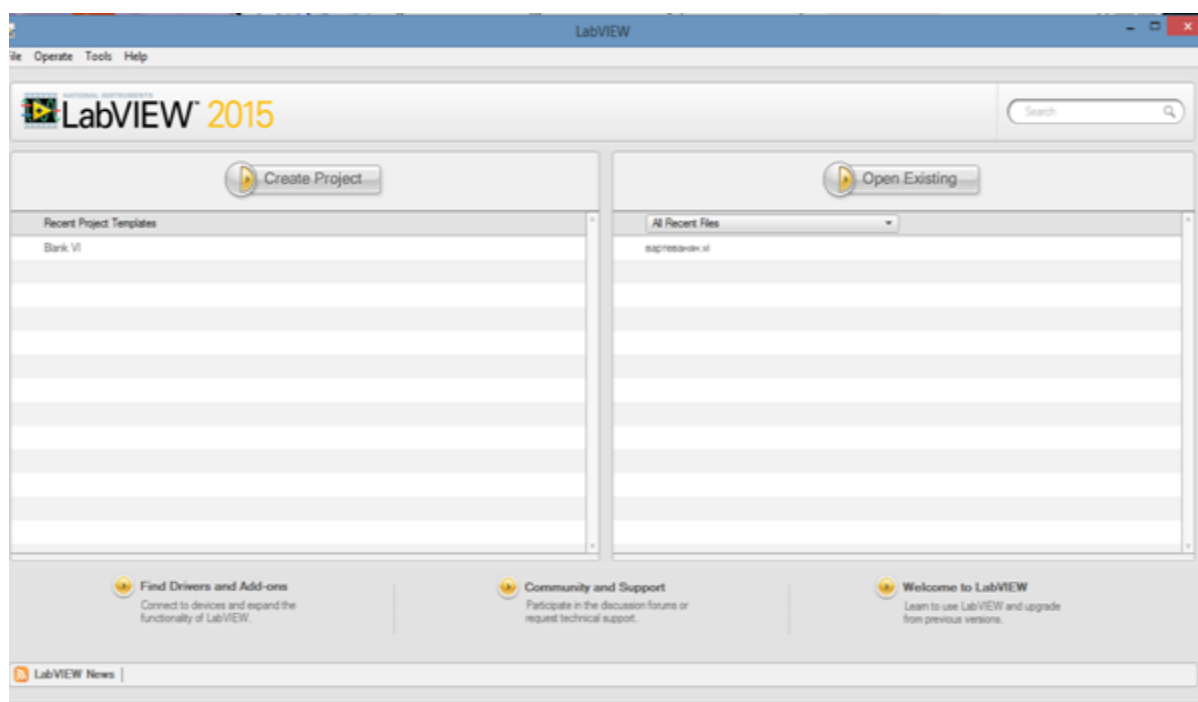 LabVIEW
File Operate Tools Help
NATIONAL INSTRUMENTS
LabVIEW™ 2015
Search
Create Project
Open Existing
Recent Project Templates
All Recent Files
Bank VI
Find Drivers and Add-ons
Connect to devices and expand the
functionality of LabVIEW.
Community and Support
Participate in the discussion forums or
request technical support.
Welcome to LabVIEW
Learn to use LabVIEW and upgrade
from previous versions.
LabVIEW News